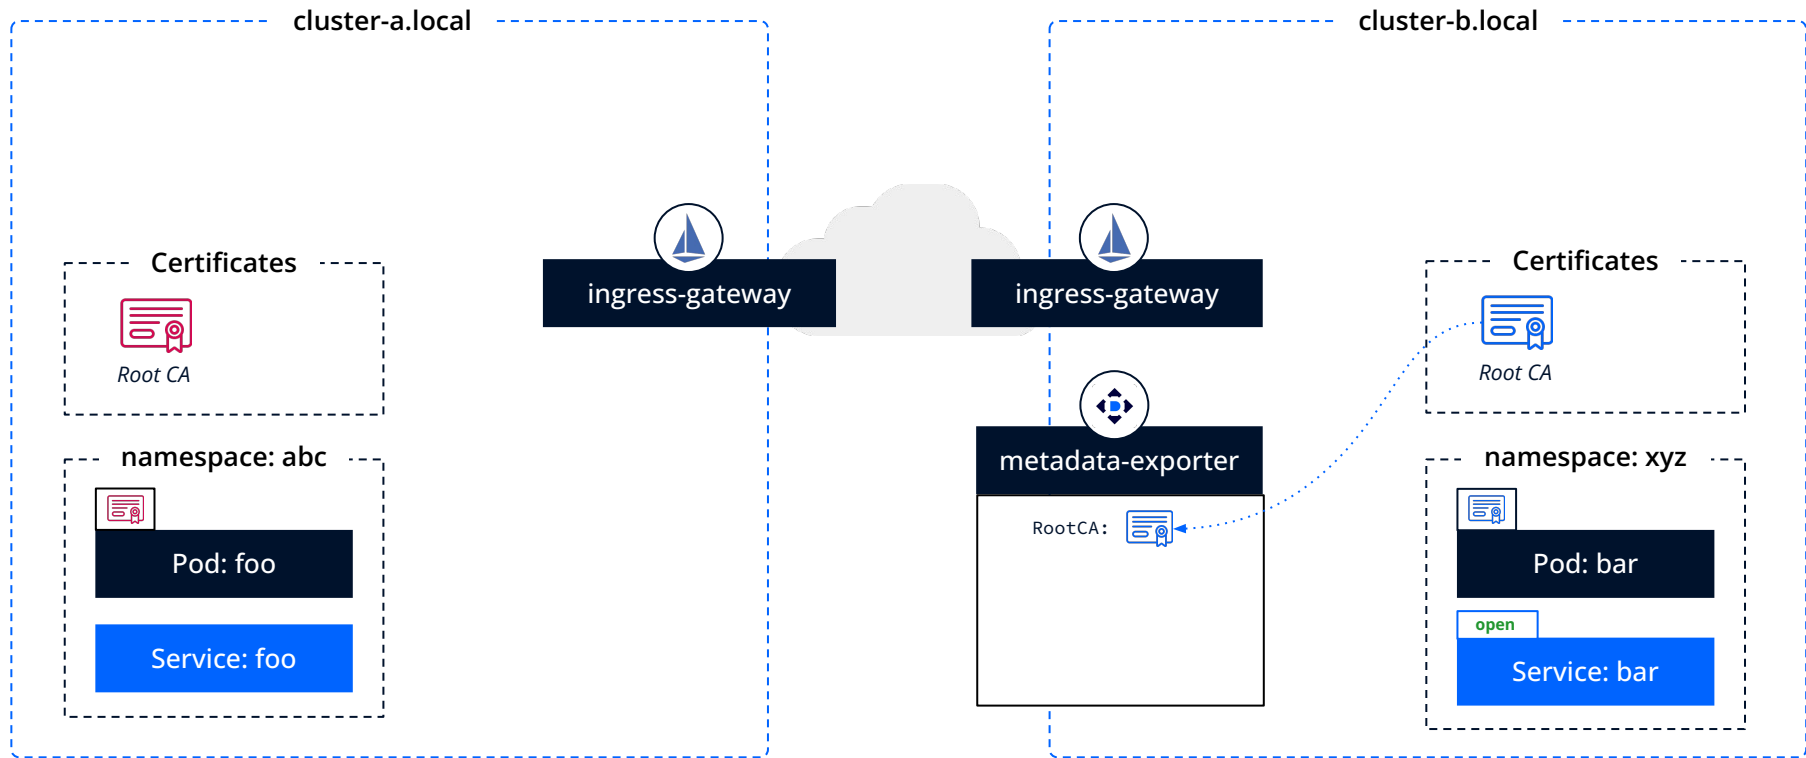 cluster-a.local
Certificates
Root CA
namespace: abc
Pod: foo
Service: foo
ingress-gateway
cluster-b.local
ingress-gateway
metadata-exporter
RootCA:
Certificates
Root CA
namespace: xyz
Pod: bar
open
Service: bar